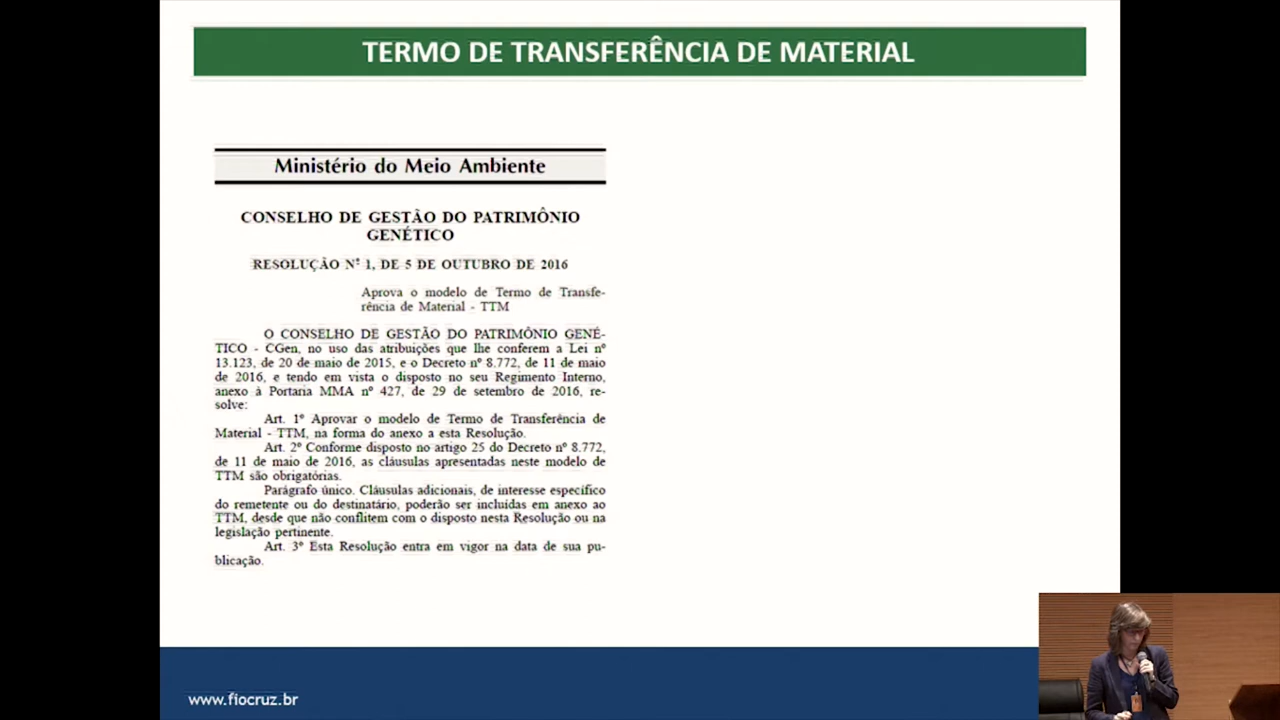 TERMO DE TRANSFERÊNCIA DE MATERIAL
Ministério do Meio Ambiente
CONSELHO DE GESTÃO DO PATRIMÔNIO
GENÉTICO
RESOLUÇÃO Nº 1, DE 5 DE OUTUBRO DE 2016
Aprova o modelo de Termo de Transfe-
rência de Material - TTM
O CONSELHO DE GESTÃO DO PATRIMÔNIO GENÉ-
TICO - CGen, no uso das atribuições que lhe conferem a Lei nº
13.123, de 20 de maio de 2015, e o Decreto nº 8.772, de 11 de maio
de 2016, e tendo em vista o disposto no seu Regimento Interno,
anexo à Portaria MMA nº 427, de 29 de setembro de 2016, re-
solve:
Art. 1º Aprovar o modelo de Termo de Transferência de
Material - TTM, na forma do anexo a esta Resolução.
Art. 2º Conforme disposto no artigo 25 do Decreto nº 8.772,
de 11 de maio de 2016, as cláusulas apresentadas neste modelo de
TTM são obrigatórias.
Parágrafo único. Cláusulas adicionais, de interesse específico
do remetente ou do destinatário, poderão ser incluídas em anexo ao
TTM, desde que não conflitem com o disposto nesta Resolução ou na
legislação pertinente.
Art. 3º Esta Resolução entra em vigor na data de sua pu-
blicação.
www.fiocruz.br